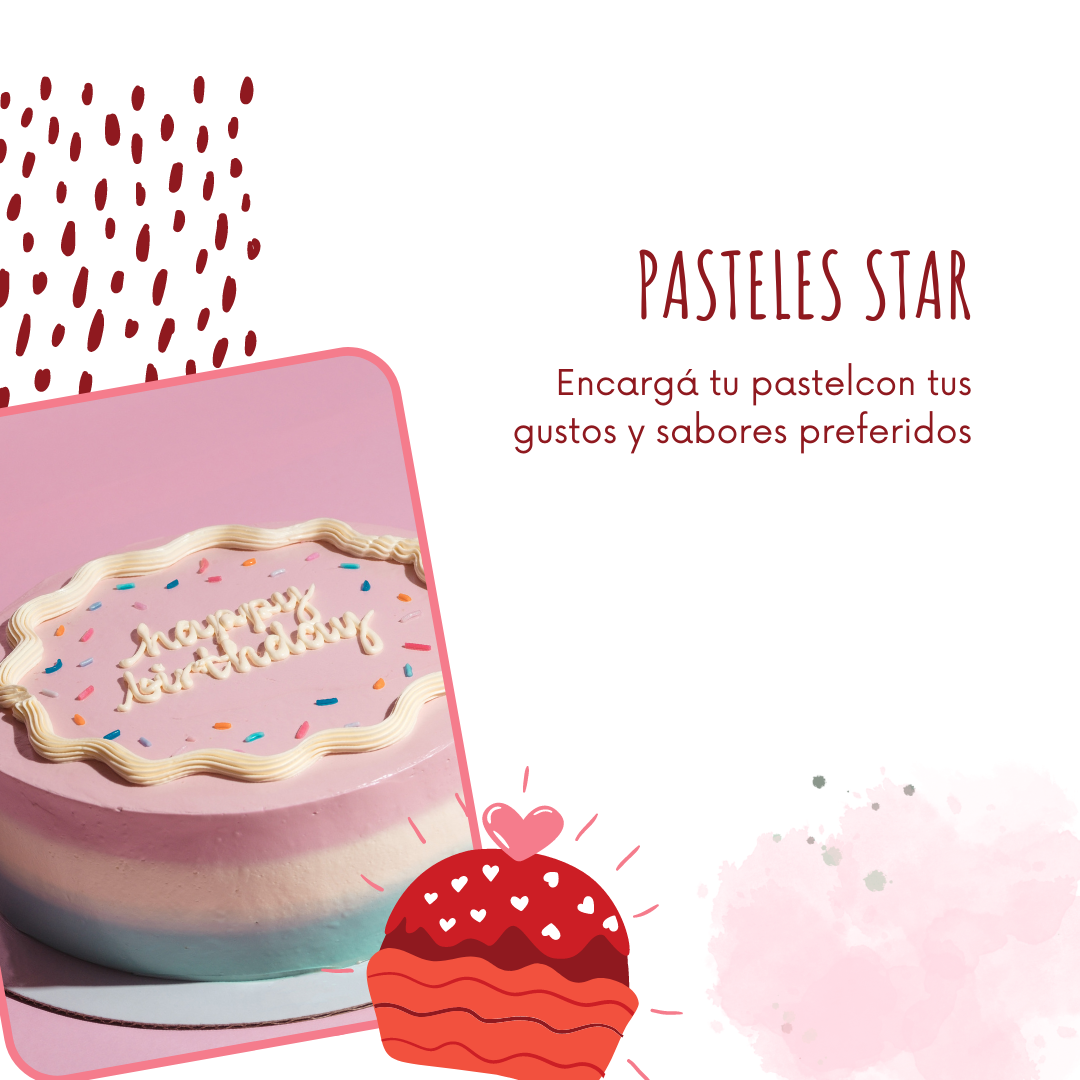 PASTELES STAR
Encargá tu pastelcon tus
gustos y sabores preferidos
happy
birthday